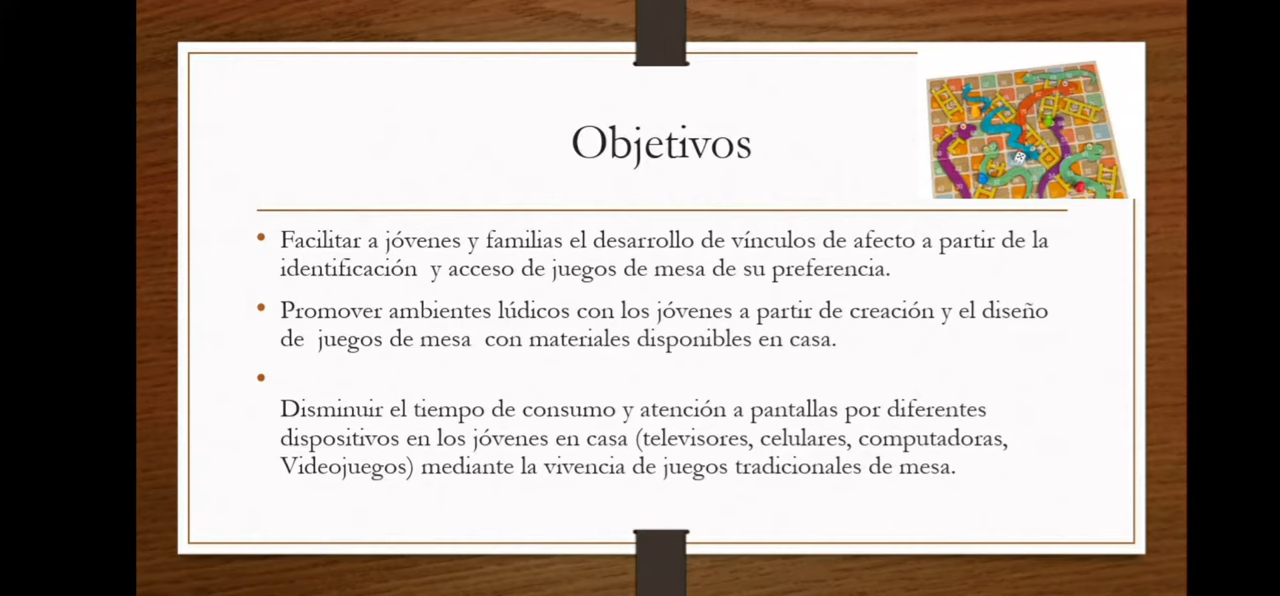 Objetivos
• Facilitar a jóvenes y familias el desarrollo de vínculos de afecto a partir de la
identificación  y acceso de juegos de mesa de su preferencia.
• Promover ambientes lúdicos con los jóvenes a partir de creación y el diseño
de  juegos de mesa  con materiales disponibles en casa.
•
Disminuir el tiempo de consumo y atención a pantallas por diferentes
dispositivos en los jóvenes en casa (televisores, celulares, computadoras,
Videojuegos) mediante la vivencia de juegos tradicionales de mesa.